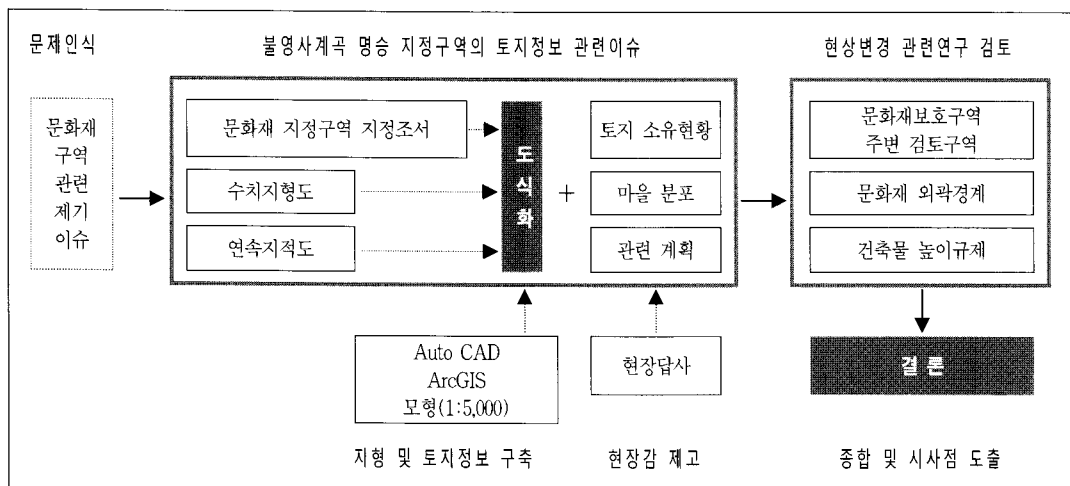 문제인식
불영사계곡 명승 지정구역의 토지정보 관련이슈
현상변경 관련연구 검토
문화재
구역
관련
제기
이슈
문화재 지정구역 지정조서
수치지형도
연속지적도
도식화
+
토지 소유현황
마을 분포
관련 계획
문화재보호구역
주변 검토구역
문화재 외곽경계
건축물 높이규제
Auto CAD
ArcGIS
모형(1:5,000)
현장답사
결론
지형 및 토지정보 구축
현장감 제고
종합 및 시사점 도출